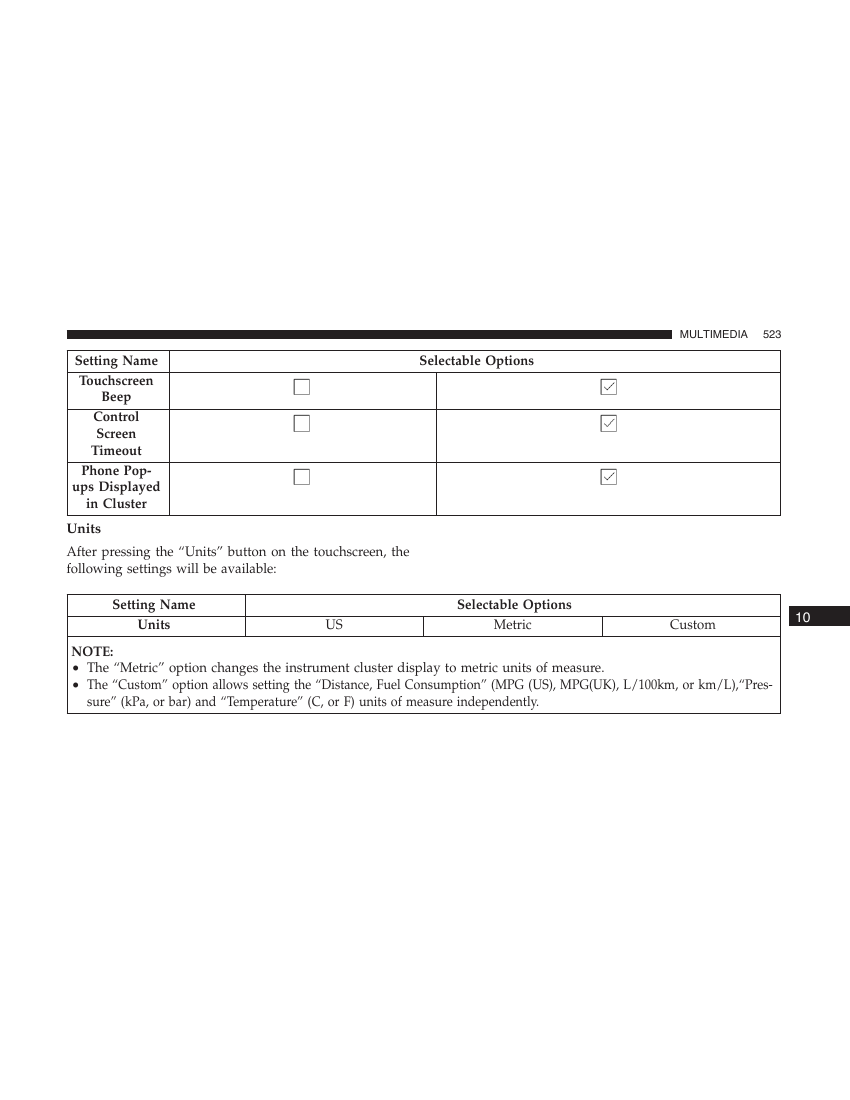 MULTIMEDIA 523
Setting Name Selectable Options
Touchscreen
Beep
Control
Screen
Timeout
Phone Pop-
ups Displayed
in Cluster
Units
After pressing the “Units” button on the touchscreen, the
following settings will be available:
Setting Name Selectable Options
Units US Metric Custom
10
NOTE:
• The “Metric” option changes the instrument cluster display to metric units of measure.
• The “Custom” option allows setting the “Distance, Fuel Consumption” (MPG (US), MPG(UK), L/100km, or km/L),“Pres-
sure” (kPa, or bar) and “Temperature” (C, or F) units of measure independently.